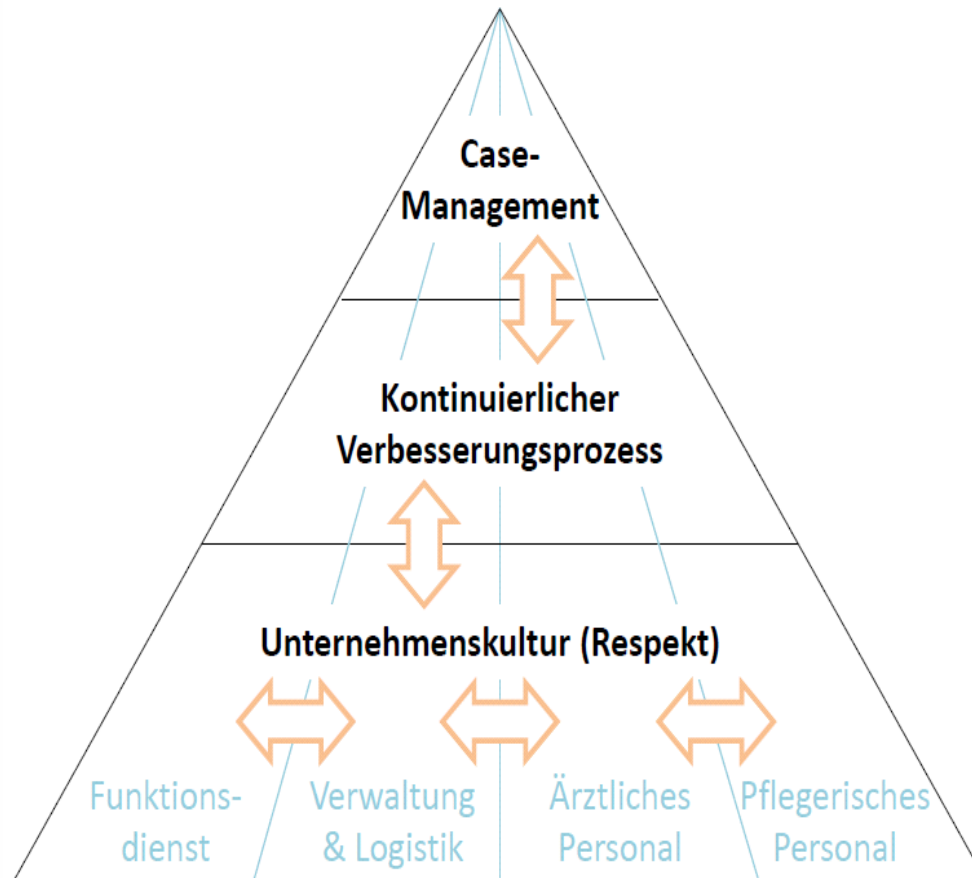 Case-
Management
Kontinuierlicher
Verbesserungsprozess
Unternehmenskultur (Respekt)
Funktions-
dienst
Verwaltung
& Logistik
Ärztliches
Personal
Pflegerisches
Personal